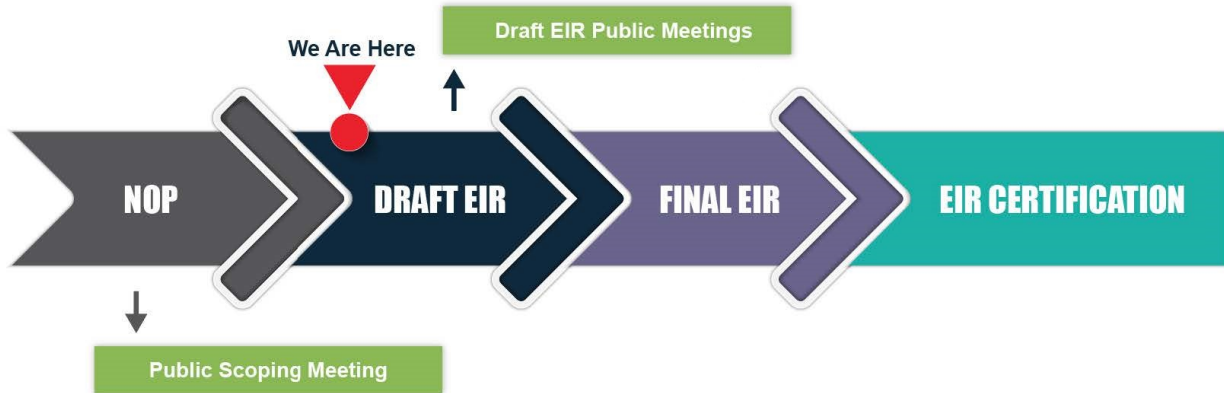 Draft EIR Public Meetings
We Are Here
NOP
DRAFT EIR
FINAL EIR
EIR CERTIFICATION
Public Scoping Meeting